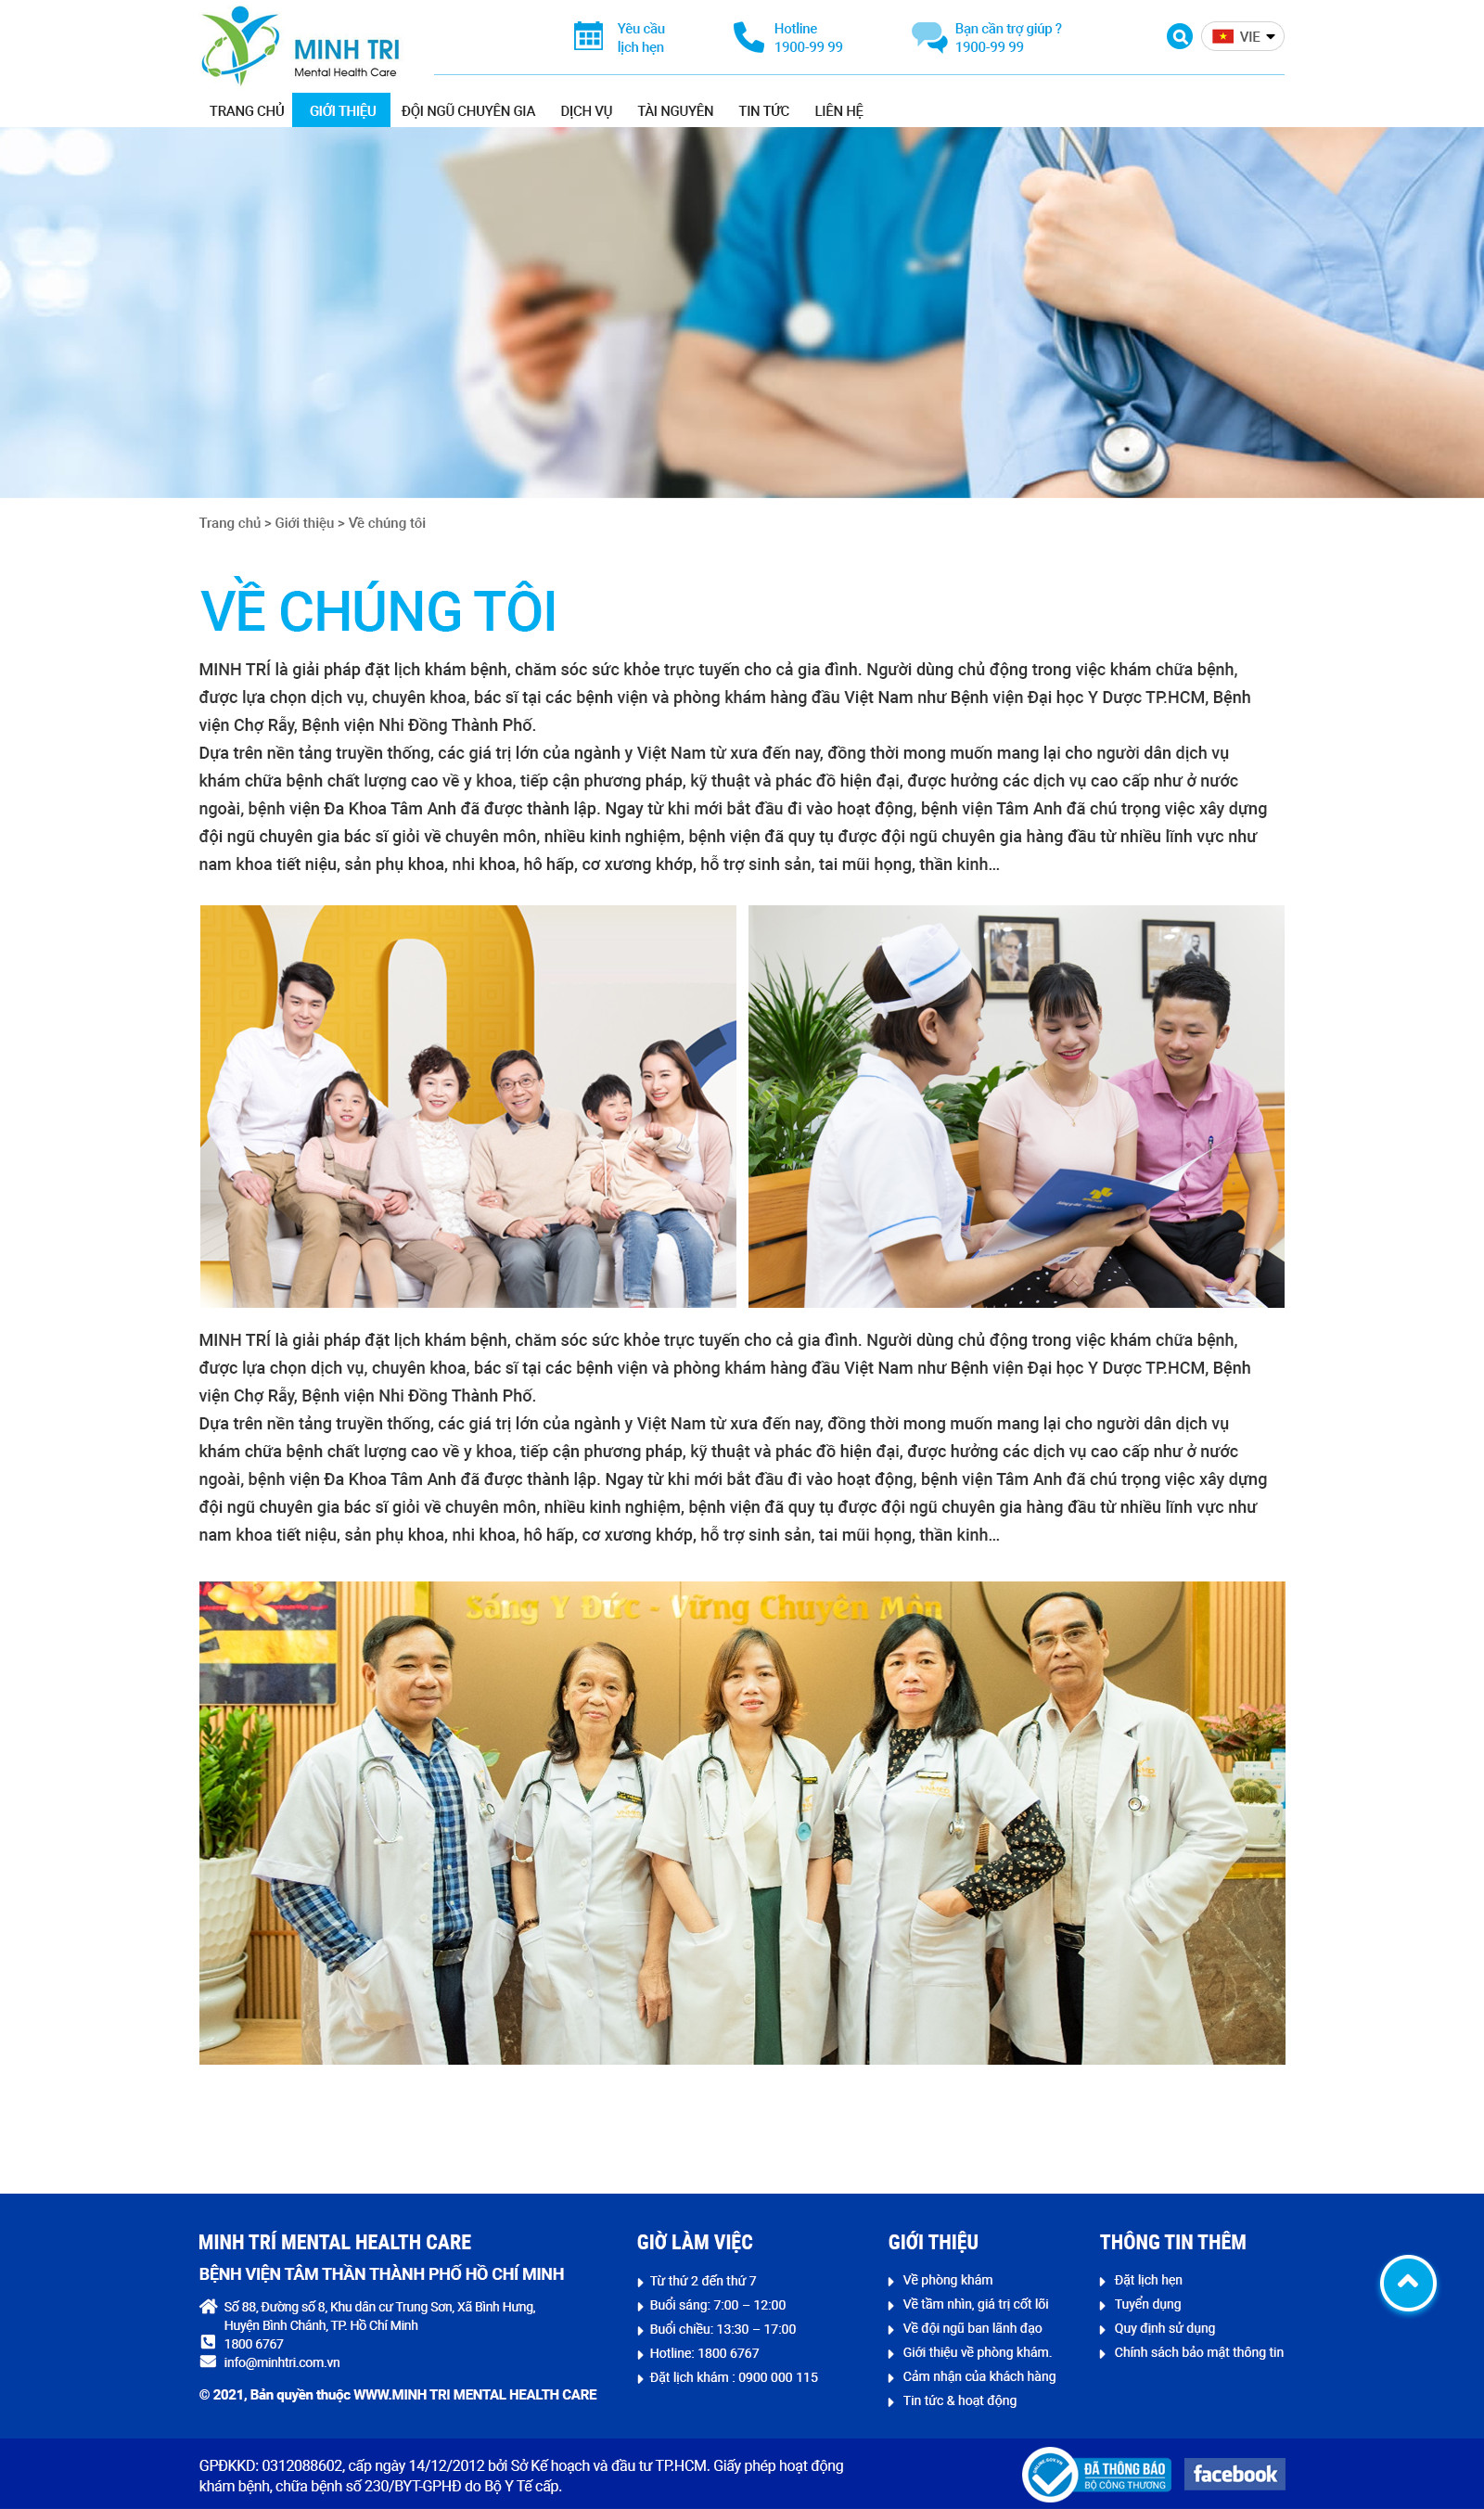 MINH TRI
Mental Health Care
Yêu cầu
lịch hẹn
Hotline
1900-99 99
Bạn cần trợ giúp ?
1900-99 99
VIE
TRANG CHỦ GIỚI THIỆU ĐỘI NGŨ CHUYÊN GIA DỊCH VỤ TÀI NGUYÊN TIN TỨC LIÊN HỆ
Trang chủ > Giới thiệu > Về chúng tôi
VỀ CHÚNG TÔI
MINH TRÍ là giải pháp đặt lịch khám bệnh, chăm sóc sức khỏe trực tuyến cho cả gia đình. Người dùng chủ động trong việc khám chữa bệnh,
được lựa chọn dịch vụ, chuyên khoa, bác sĩ tại các bệnh viện và phòng khám hàng đầu Việt Nam như Bệnh viện Đại học Y Dược TP.HCM, Bệnh
viện Chợ Rẫy, Bệnh viện Nhi Đồng Thành Phố.
Dựa trên nền tảng truyền thống, các giá trị lớn của ngành y Việt Nam từ xưa đến nay, đồng thời mong muốn mang lại cho người dân dịch vụ
khám chữa bệnh chất lượng cao về y khoa, tiếp cận phương pháp, kỹ thuật và phác đồ hiện đại, được hưởng các dịch vụ cao cấp như ở nước
ngoài, bệnh viện Đa Khoa Tâm Anh đã được thành lập. Ngay từ khi mới bắt đầu đi vào hoạt động, bệnh viện Tâm Anh đã chú trọng việc xây dựng
đội ngũ chuyên gia bác sĩ giỏi về chuyên môn, nhiều kinh nghiệm, bệnh viện đã quy tụ được đội ngũ chuyên gia hàng đầu từ nhiều lĩnh vực như
nam khoa tiết niệu, sản phụ khoa, nhi khoa, hô hấp, cơ xương khớp, hỗ trợ sinh sản, tai mũi họng, thần kinh...
MINH TRÍ là giải pháp đặt lịch khám bệnh, chăm sóc sức khỏe trực tuyến cho cả gia đình. Người dùng chủ động trong việc khám chữa bệnh,
được lựa chọn dịch vụ, chuyên khoa, bác sĩ tại các bệnh viện và phòng khám hàng đầu Việt Nam như Bệnh viện Đại học Y Dược TP.HCM, Bệnh
viện Chợ Rẫy, Bệnh viện Nhi Đồng Thành Phố.
Dựa trên nền tảng truyền thống, các giá trị lớn của ngành y Việt Nam từ xưa đến nay, đồng thời mong muốn mang lại cho người dân dịch vụ
khám chữa bệnh chất lượng cao về y khoa, tiếp cận phương pháp, kỹ thuật và phác đồ hiện đại, được hưởng các dịch vụ cao cấp như ở nước
ngoài, bệnh viện Đa Khoa Tâm Anh đã được thành lập. Ngay từ khi mới bắt đầu đi vào hoạt động, bệnh viện Tâm Anh đã chú trọng việc xây dựng
đội ngũ chuyên gia bác sĩ giỏi về chuyên môn, nhiều kinh nghiệm, bệnh viện đã quy tụ được đội ngũ chuyên gia hàng đầu từ nhiều lĩnh vực như
nam khoa tiết niệu, sản phụ khoa, nhi khoa, hô hấp, cơ xương khớp, hỗ trợ sinh sản, tai mũi họng, thần kinh...
Sáng Y Đức - Vững Chuyên Môn
MINH TRÍ MENTAL HEALTH CARE
BỆNH VIỆN TÂM THẦN THÀNH PHỐ HỒ CHÍ MINH
Số 88, Đường số 8, Khu dân cư Trung Sơn, Xã Bình Hưng,
Huyện Bình Chánh, TP. Hồ Chí Minh
1800 6767
info@minhtri.com.vn
© 2021, Bản quyền thuộc WWW.MINH TRI MENTAL HEALTH CARE
GIỜ LÀM VIỆC
Từ thứ 2 đến thứ 7
Buổi sáng: 7:00 – 12:00
Buổi chiều: 13:30 – 17:00
Hotline: 1800 6767
Đặt lịch khám : 0900 000 115
GIỚI THIỆU
Về phòng khám
Về tầm nhìn, giá trị cốt lõi
Về đội ngũ ban lãnh đạo
Giới thiệu về phòng khám.
Cảm nhận của khách hàng
Tin tức & hoạt động
THÔNG TIN THÊM
Đặt lịch hẹn
Tuyển dụng
Quy định sử dụng
Chính sách bảo mật thông tin
GPĐKKD: 0312088602, cấp ngày 14/12/2012 bởi Sở Kế hoạch và đầu tư TP.HCM. Giấy phép hoạt động
khám bệnh, chữa bệnh số 230/BYT-GPHĐ do Bộ Y Tế cấp.
ONLINE.GOV.VN
ĐÃ THÔNG BÁO
BỘ CÔNG THƯƠNG
facebook